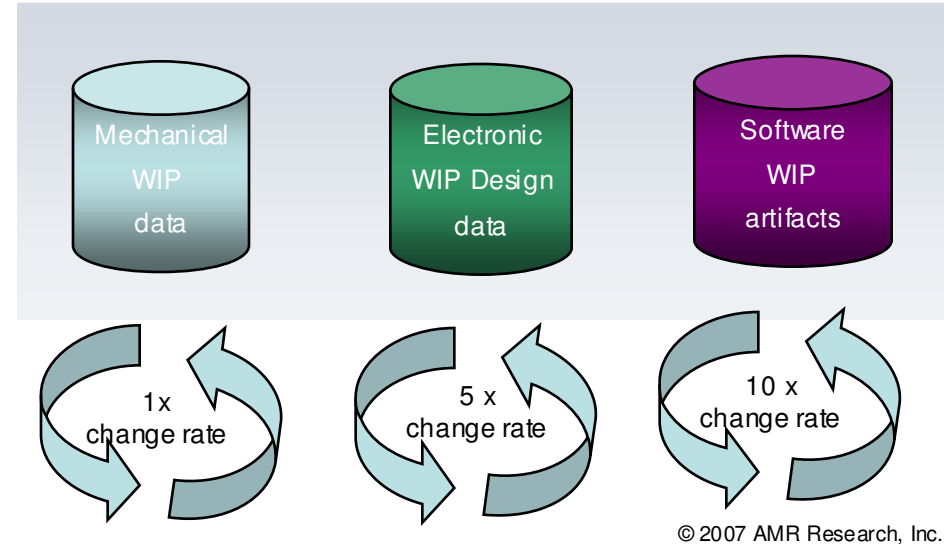 Mechanical
WIP
data
Electronic
WIP Design
data
Software
WIP
artifacts
1x
change rate
5 x
change rate
10 x
change rate
© 2007 AMR Research, Inc.